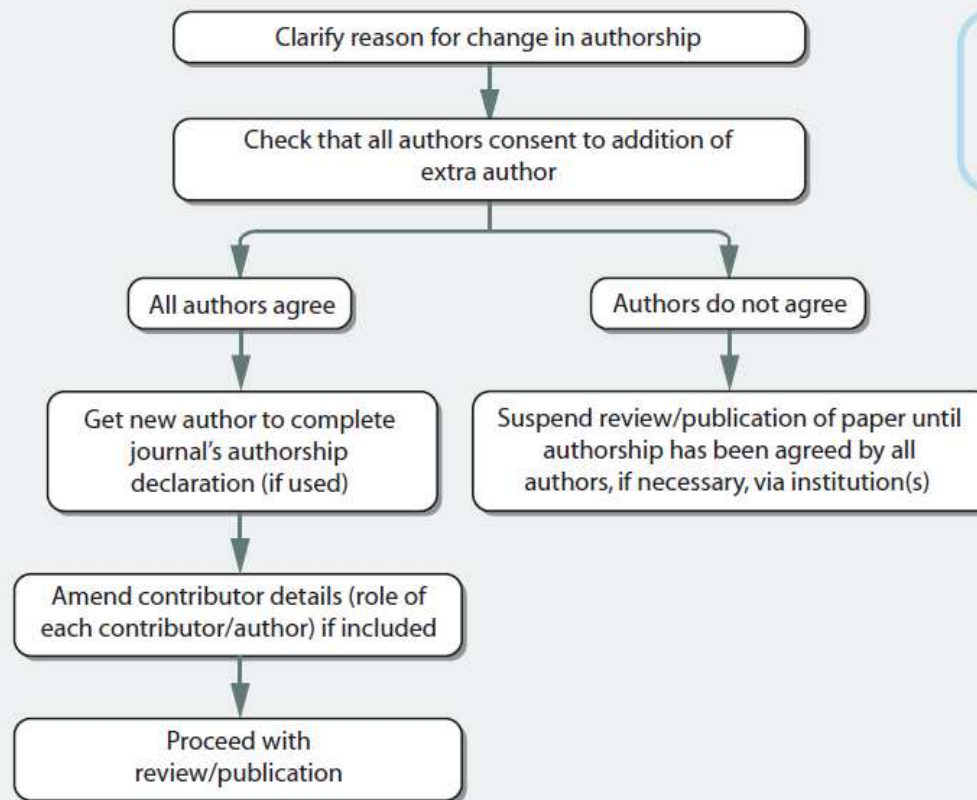 Clarify reason for change in authorship
Check that all authors consent to addition of
extra author
All authors agree
Authors do not agree
Get new author to complete
journal's authorship
declaration (if used)
Suspend review/publication of paper until
authorship has been agreed by all
authors, if necessary, via institution(s)
Amend contributor details (role of
each contributor/author) if included
Proceed with
review/publication